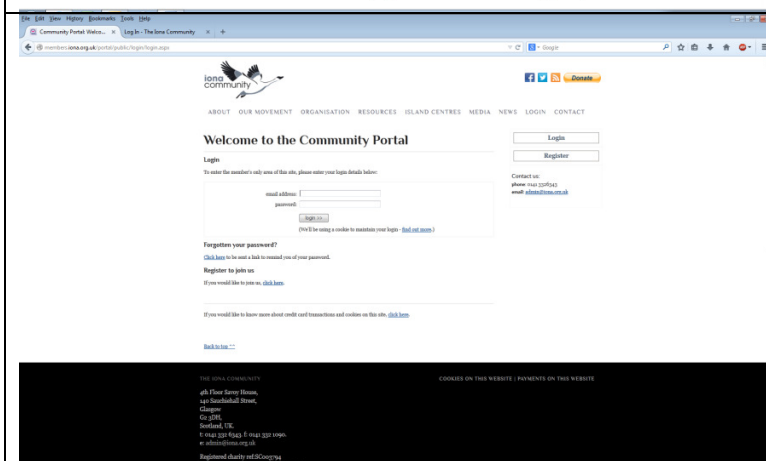 File Edit View History Bookmarks Tools Help
Community Portal: Welco... × Log In - The Iona Community × +
members.iona.org.uk/portal/public/login/login.aspx Google
iona
community
Donate
ABOUT OUR MOVEMENT ORGANISATION RESOURCES ISLAND CENTRES MEDIA NEWS LOGIN CONTACT
Welcome to the Community Portal
Login
To enter the member's only area of this site, please enter your login details below:
email address:
password:
login >>
(We'll be using a cookie to maintain your login - find out more.)
Forgotten your password?
Click here to be sent a link to remind you of your password.
Register to join us
If you would like to join us, click here.
If you would like to know more about credit card transactions and cookies on this site, click here.
Back to top ^^
Login
Register
Contact us:
phone: 0141 3326343
email: admin@iona.org.uk
THE IONA COMMUNITY
4th Floor Savoy House,
140 Sauchiehall Street,
Glasgow
G2 3DH,
Scotland, UK.
t: 0141 332 6343. f: 0141 332 1090.
e: admin@iona.org.uk
Registered charity ref:SC003794
COOKIES ON THIS WEBSITE | PAYMENTS ON THIS WEBSITE